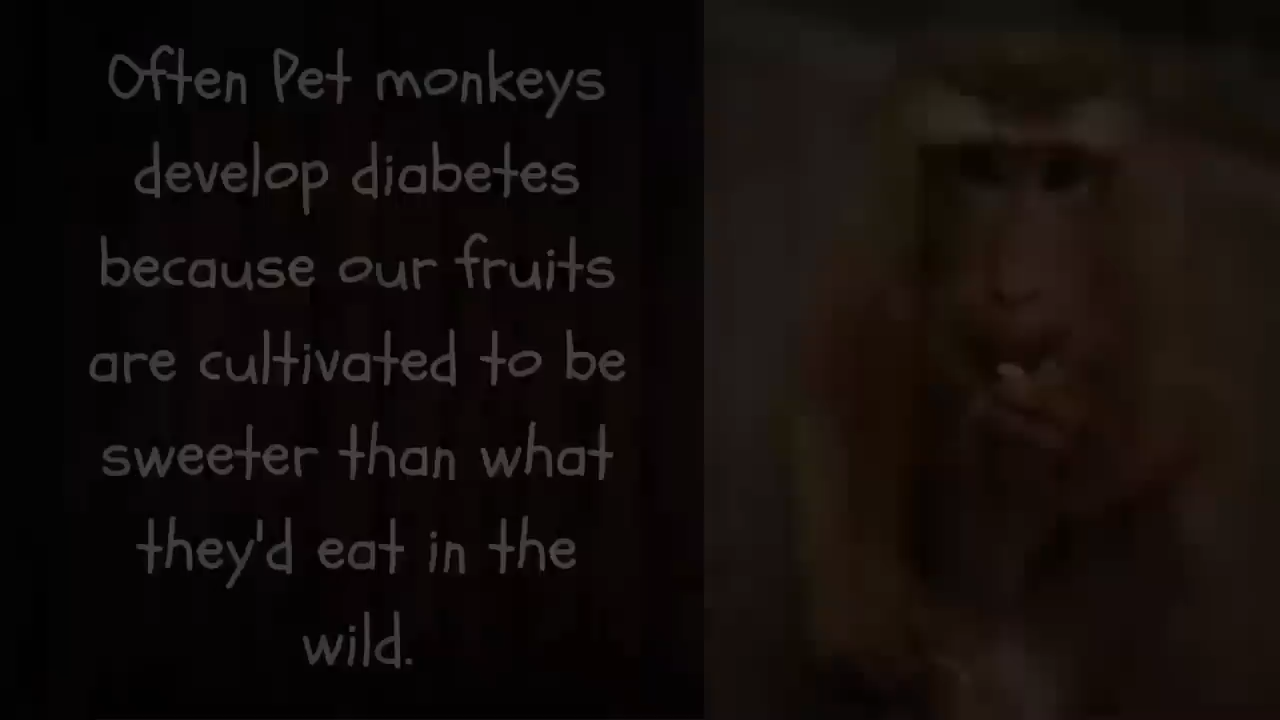 Often Pet monkeys
develop diabetes
because our fruits
are cultivated to be
sweeter than what
they'd eat in the
wild.